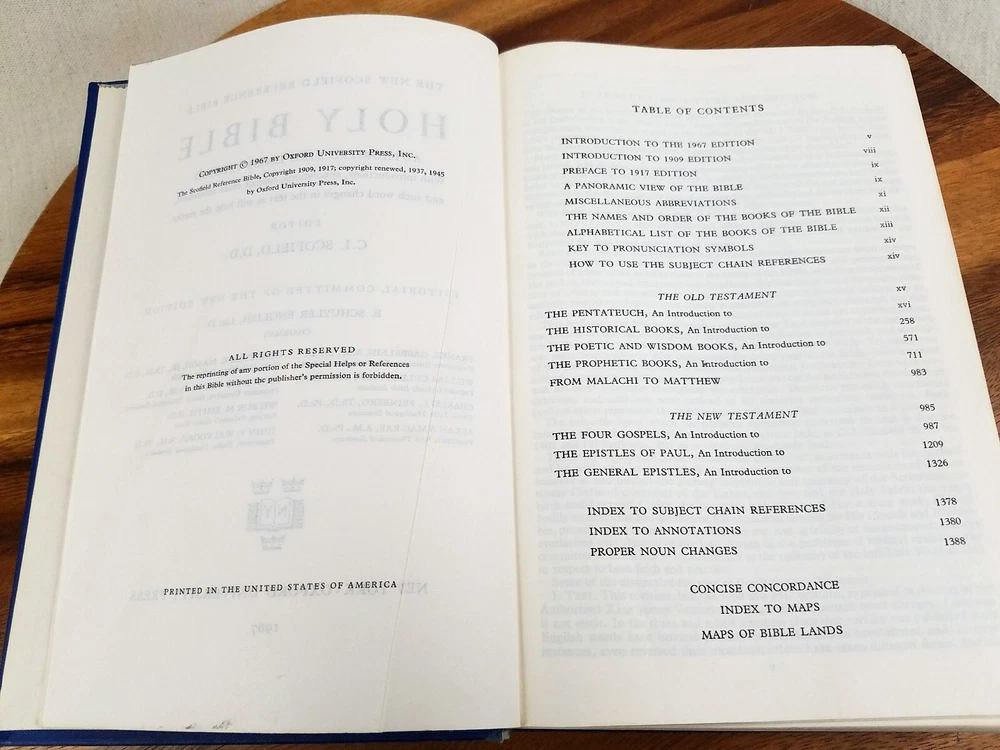 COPYRIGHT © 1967 BY OXFORD UNIVERSITY PRESS, INC.
The Scofield Reference Bible, Copyright 1909, 1917; copyright renewed, 1937, 1945
by Oxford University Press, Inc.
ALL RIGHTS RESERVED
The reprinting of any portion of the Special Helps or References
in this Bible without the publisher's permission is forbidden.
PRINTED IN THE UNITED STATES OF AMERICA
TABLE OF CONTENTS
INTRODUCTION TO THE 1967 EDITION v
INTRODUCTION TO 1909 EDITION viii
PREFACE TO 1917 EDITION ix
A PANORAMIC VIEW OF THE BIBLE ix
MISCELLANEOUS ABBREVIATIONS xi
THE NAMES AND ORDER OF THE BOOKS OF THE BIBLE xii
ALPHABETICAL LIST OF THE BOOKS OF THE BIBLE xiii
KEY TO PRONUNCIATION SYMBOLS xiv
HOW TO USE THE SUBJECT CHAIN REFERENCES xiv
THE OLD TESTAMENT xv
THE PENTATEUCH, An Introduction to xvi
THE HISTORICAL BOOKS, An Introduction to 258
THE POETIC AND WISDOM BOOKS, An Introduction to 571
THE PROPHETIC BOOKS, An Introduction to 711
FROM MALACHI TO MATTHEW 983
THE NEW TESTAMENT 985
THE FOUR GOSPELS, An Introduction to 987
THE EPISTLES OF PAUL, An Introduction to 1209
THE GENERAL EPISTLES, An Introduction to 1326
INDEX TO SUBJECT CHAIN REFERENCES 1378
INDEX TO ANNOTATIONS 1380
PROPER NOUN CHANGES 1388
CONCISE CONCORDANCE
INDEX TO MAPS
MAPS OF BIBLE LANDS